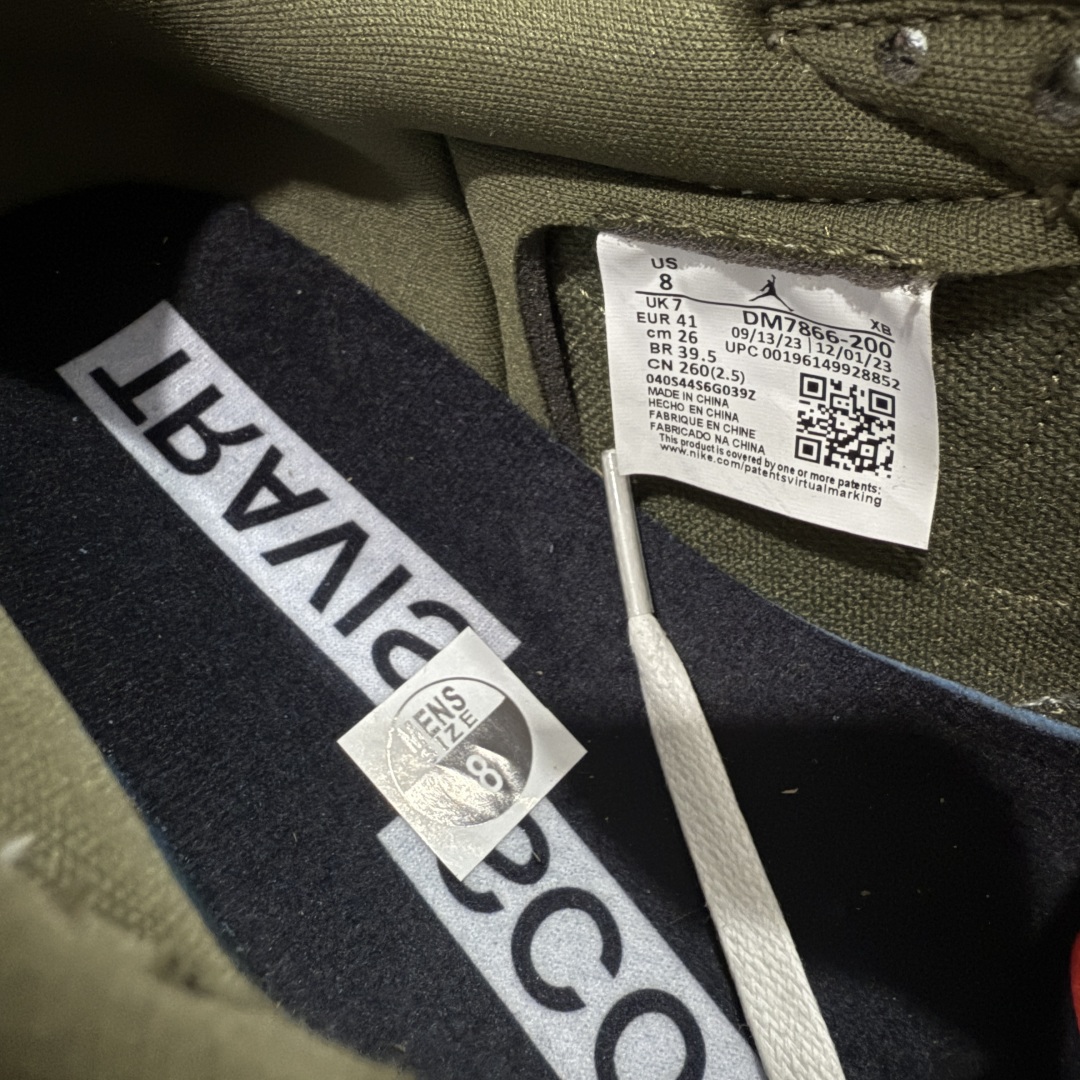 US
8
XB
UK 7
DM7866-200
EUR 41
09/13/23 | 12/01/23
cm 26
UPC 00196149928852
BR 39.5
CN 260(2.5)
040S44S6G039Z
MADE IN CHINA
HECHO EN CHINA
FABRIQUE EN CHINE
FABRICADO NA CHINA
This product is covered by one or more patents:
www.nike.com/patentsvirtualmarking
TRAVIS
SCO
ENS
IZE
8